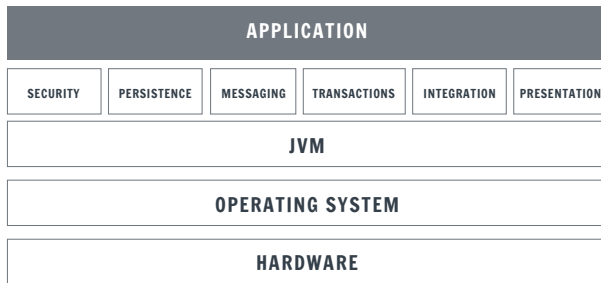 APPLICATION
SECURITY PERSISTENCE MESSAGING TRANSACTIONS INTEGRATION PRESENTATION
JVM
OPERATING SYSTEM
HARDWARE